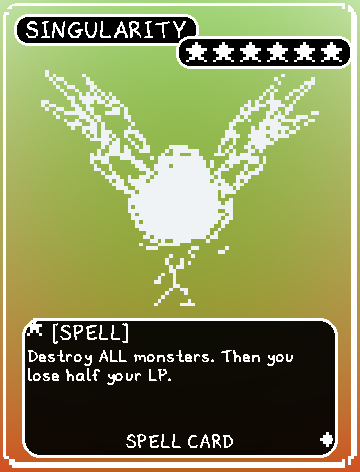 SINGULARITY
[SPELL]
Destroy ALL monsters. Then you
lose half your LP.
SPELL CARD